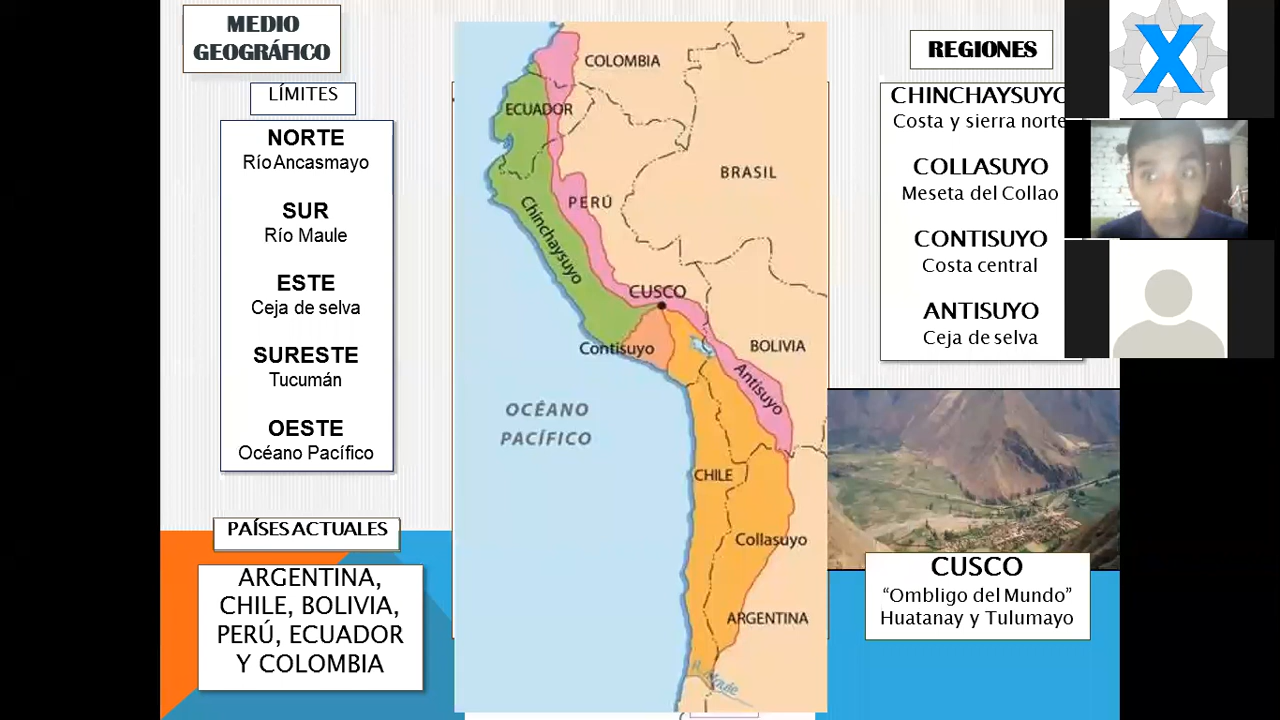 MEDIO
GEOGRÁFICO
LÍMITES
NORTE
Río Ancasmayo
SUR
Río Maule
ESTE
Ceja de selva
SURESTE
Tucumán
OESTE
Océano Pacífico
PAÍSES ACTUALES
ARGENTINA,
CHILE, BOLIVIA,
PERÚ, ECUADOR
Y COLOMBIA
COLOMBIA
ECUADOR
BRASIL
PERÚ
Chinchaysuyo
CUSCO
Contisuyo
BOLIVIA
Antisuyo
OCÉANO
PACÍFICO
CHILE
Collasuyo
ARGENTINA
R. Maule
REGIONES
CHINCHAYSUYO
Costa y sierra norte
COLLASUYO
Meseta del Collao
CONTISUYO
Costa central
ANTISUYO
Ceja de selva
CUSCO
“Ombligo del Mundo”
Huatanay y Tulumayo
X